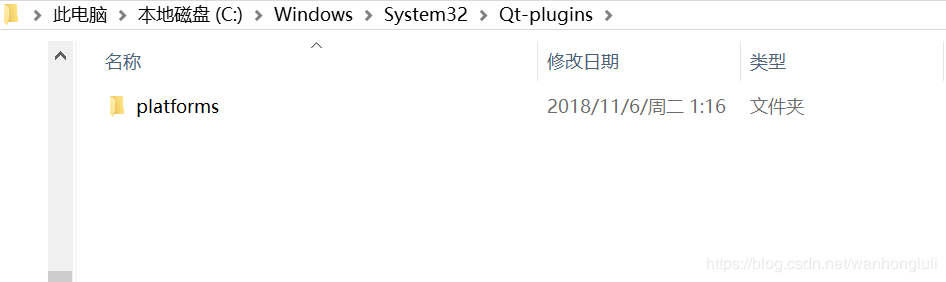 此电脑 > 本地磁盘 (C:) > Windows > System32 > Qt-plugins >
名称 修改日期 类型
platforms 2018/11/6/周二 1:16 文件夹
https://blog.csdn.net/wanhongluli